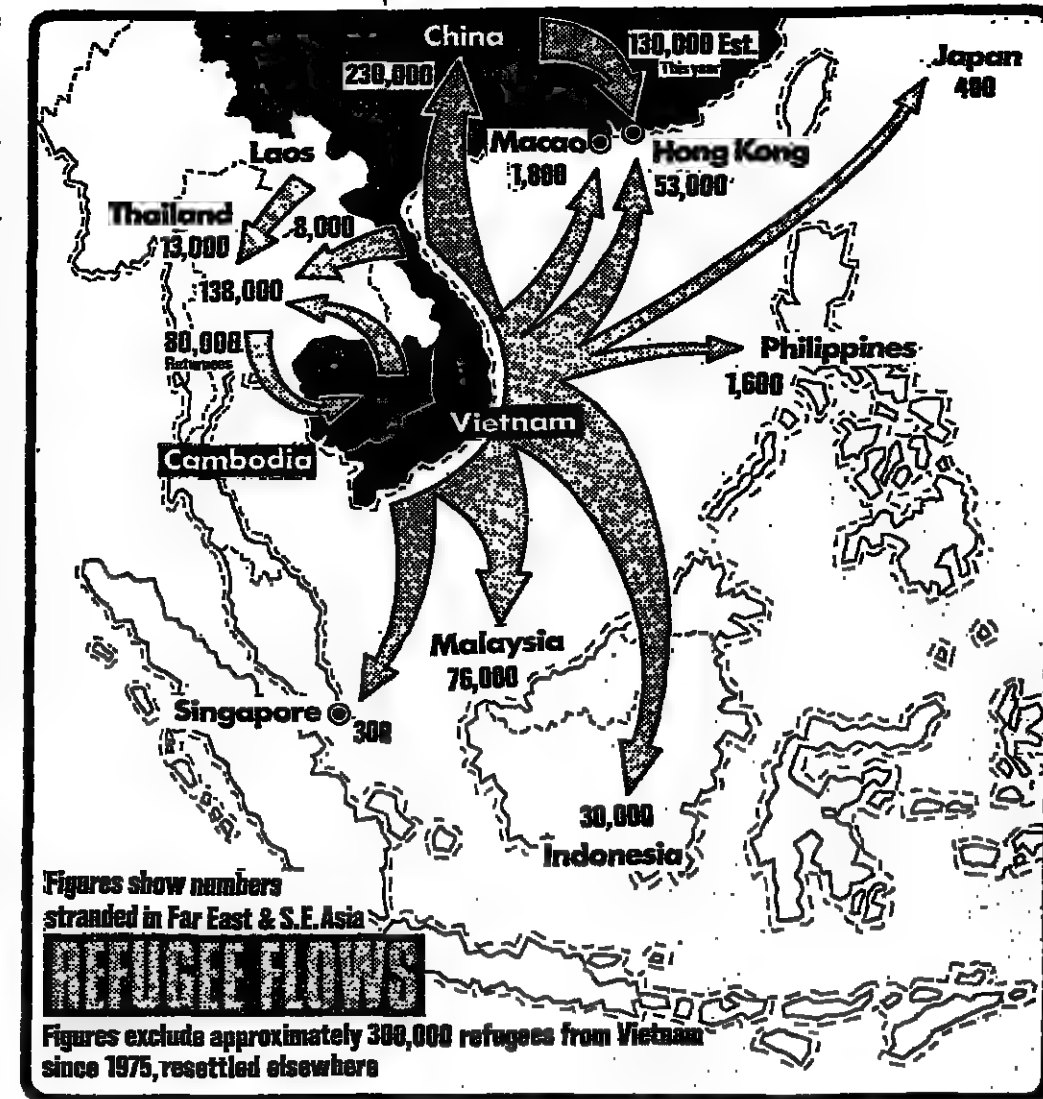 China
230,000
130,000 Est.
This year
Japan
400
Laos
Macao
1,800
Hong Kong
53,000
Thailand
13,000
8,000
138,000
80,000
Returnees
Philippines
1,600
Vietnam
Cambodia
Malaysia
76,000
Singapore
300
30,000
Indonesia
Figures show numbers
stranded in Far East & S.E.Asia
REFUGEE FLOWS
Figures exclude approximately 300,000 refugees from Vietnam
since 1975, resettled elsewhere